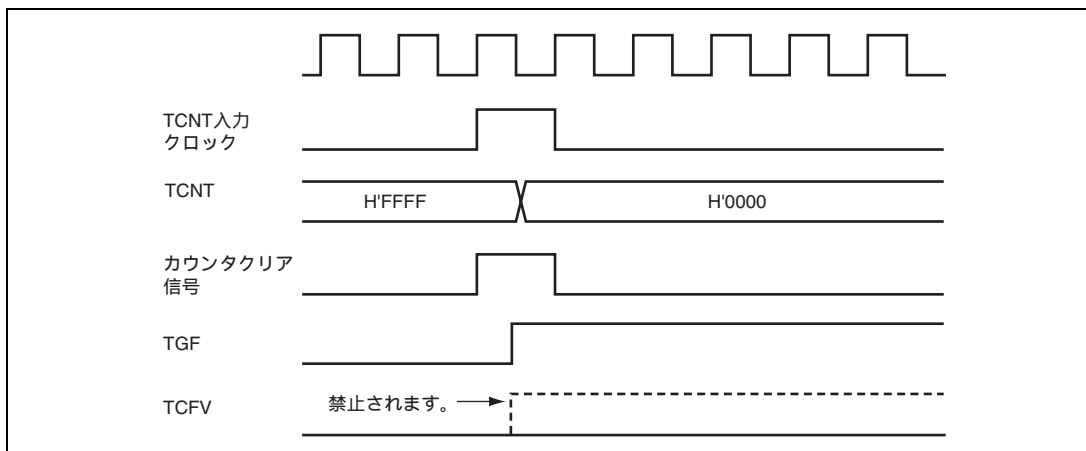 TCNT入力
クロック
TCNT
H'FFFF
H'0000
カウンタクリア
信号
TGF
TCFV
禁止されます。